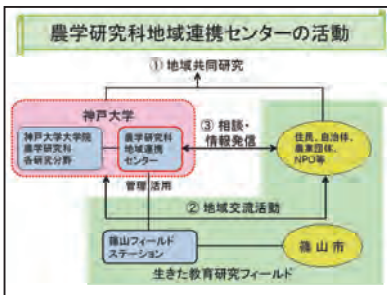 農学研究科地域連携センターの活動
① 地域共同研究
神戸大学
神戸大学大学院
農学研究科
各研究分野
農学研究科
地域連携
センター
③ 相談・
情報発信
住民、自治体、
農業団体、
NPO等
管理 活用
② 地域交流活動
篠山フィールド
ステーション
篠山市
生きた教育研究フィールド